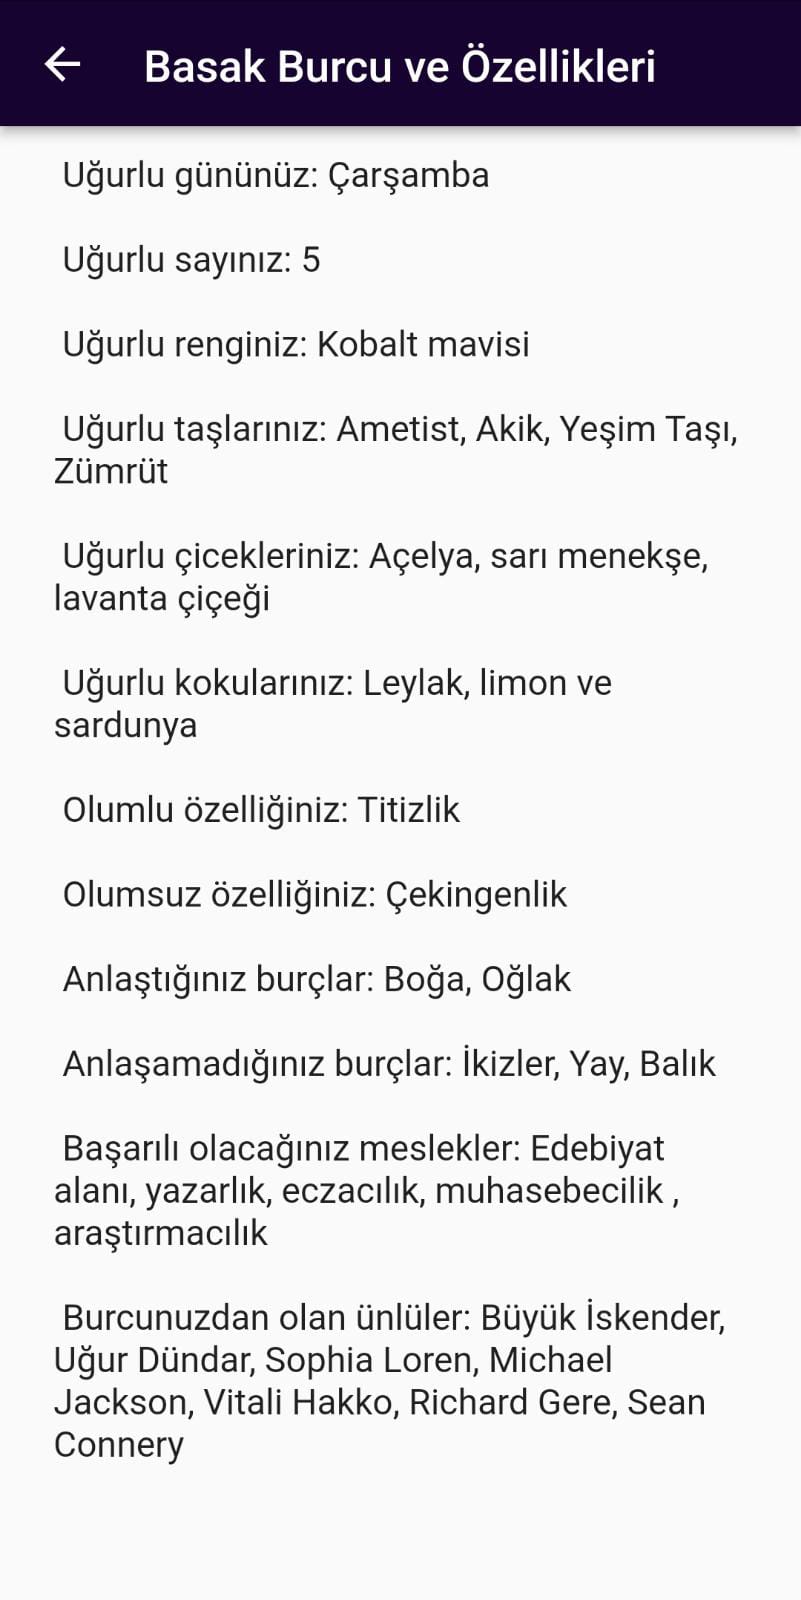 Basak Burcu ve Özellikleri
Uğurlu gününüz: Çarşamba
Uğurlu sayınız: 5
Uğurlu renginiz: Kobalt mavisi
Uğurlu taşlarınız: Ametist, Akik, Yeşim Taşı,
Zümrüt
Uğurlu çicekleriniz: Açelya, sarı menekşe,
lavanta çiçeği
Uğurlu kokularınız: Leylak, limon ve
sardunya
Olumlu özelliğiniz: Titizlik
Olumsuz özelliğiniz: Çekingenlik
Anlaştığınız burçlar: Boğa, Oğlak
Anlaşamadığınız burçlar: İkizler, Yay, Balık
Başarılı olacağınız meslekler: Edebiyat
alanı, yazarlık, eczacılık, muhasebecilik ,
araştırmacılık
Burcunuzdan olan ünlüler: Büyük İskender,
Uğur Dündar, Sophia Loren, Michael
Jackson, Vitali Hakko, Richard Gere, Sean
Connery